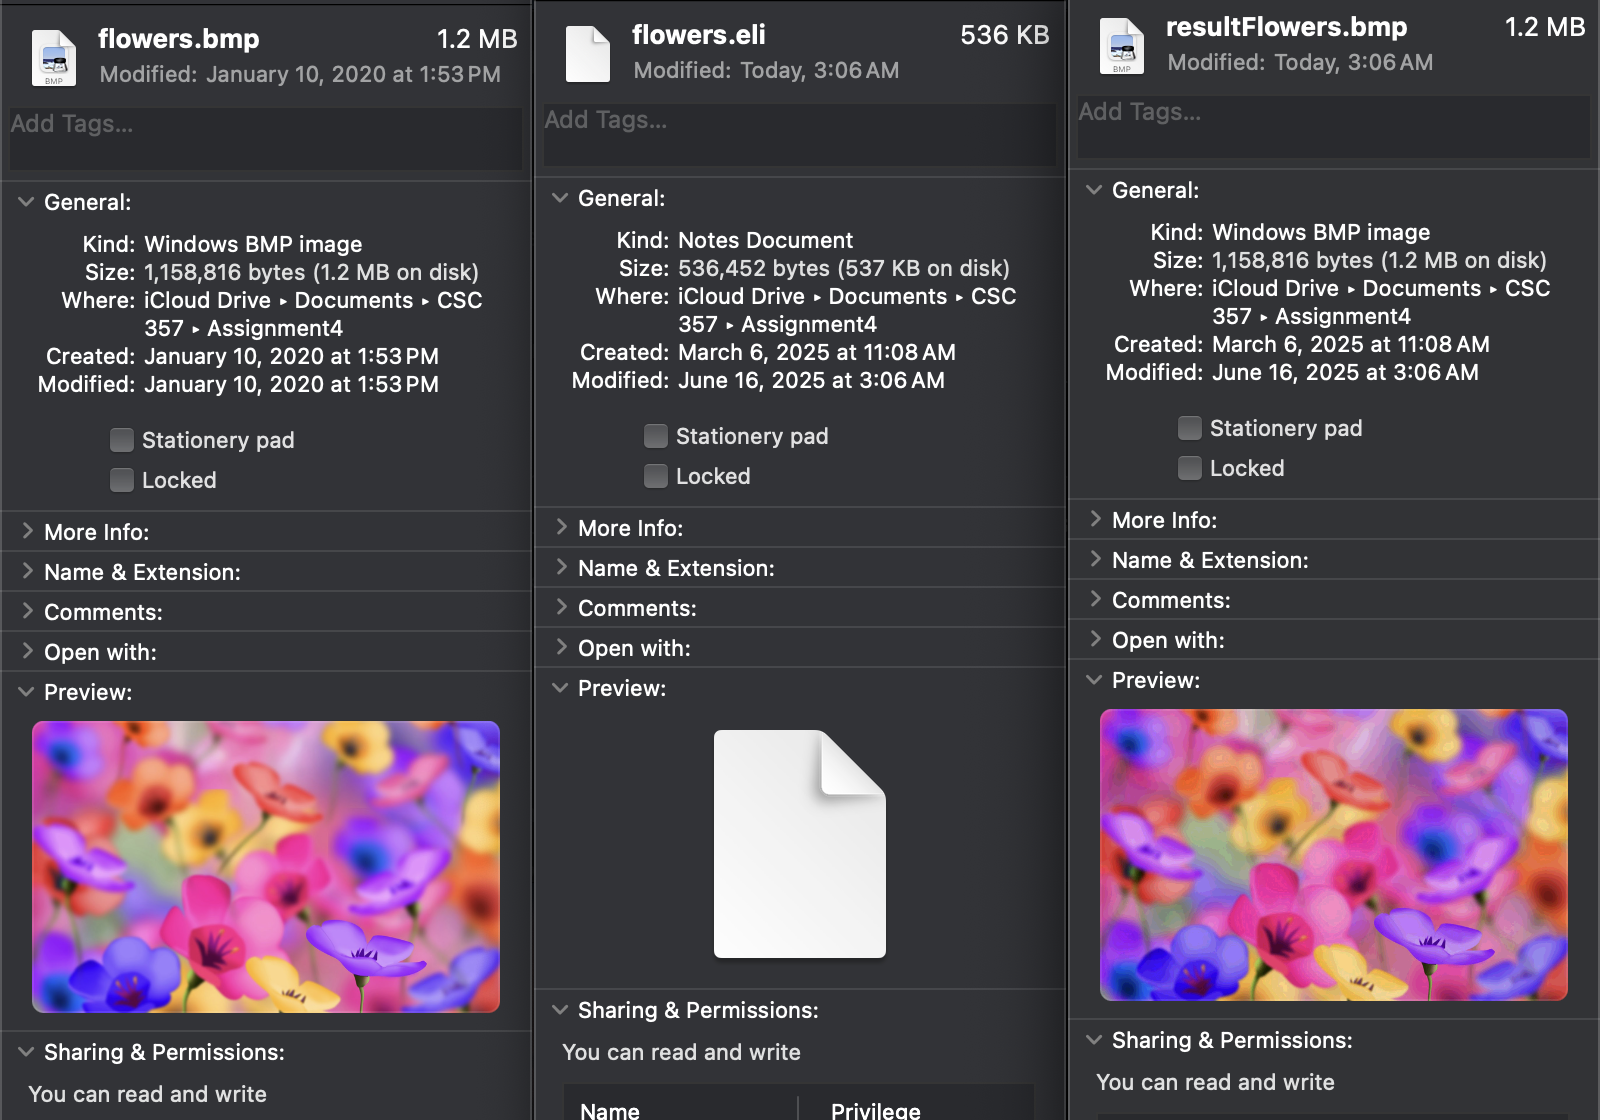 flowers.bmp 1.2 MB
Modified: January 10, 2020 at 1:53 PM
BMP
Add Tags...
General:
Kind: Windows BMP image
Size: 1,158,816 bytes (1.2 MB on disk)
Where: iCloud Drive ▸ Documents ▸ CSC
357 ▸ Assignment4
Created: January 10, 2020 at 1:53 PM
Modified: January 10, 2020 at 1:53 PM
Stationery pad
Locked
More Info:
Name & Extension:
Comments:
Open with:
Preview:
Sharing & Permissions:
You can read and write
flowers.eli 536 KB
Modified: Today, 3:06 AM
Add Tags...
General:
Kind: Notes Document
Size: 536,452 bytes (537 KB on disk)
Where: iCloud Drive ▸ Documents ▸ CSC
357 ▸ Assignment4
Created: March 6, 2025 at 11:08 AM
Modified: June 16, 2025 at 3:06 AM
Stationery pad
Locked
More Info:
Name & Extension:
Comments:
Open with:
Preview:
Sharing & Permissions:
You can read and write
Name Privilege
resultFlowers.bmp 1.2 MB
Modified: Today, 3:06 AM
BMP
Add Tags...
General:
Kind: Windows BMP image
Size: 1,158,816 bytes (1.2 MB on disk)
Where: iCloud Drive ▸ Documents ▸ CSC
357 ▸ Assignment4
Created: March 6, 2025 at 11:08 AM
Modified: June 16, 2025 at 3:06 AM
Stationery pad
Locked
More Info:
Name & Extension:
Comments:
Open with:
Preview:
Sharing & Permissions:
You can read and write